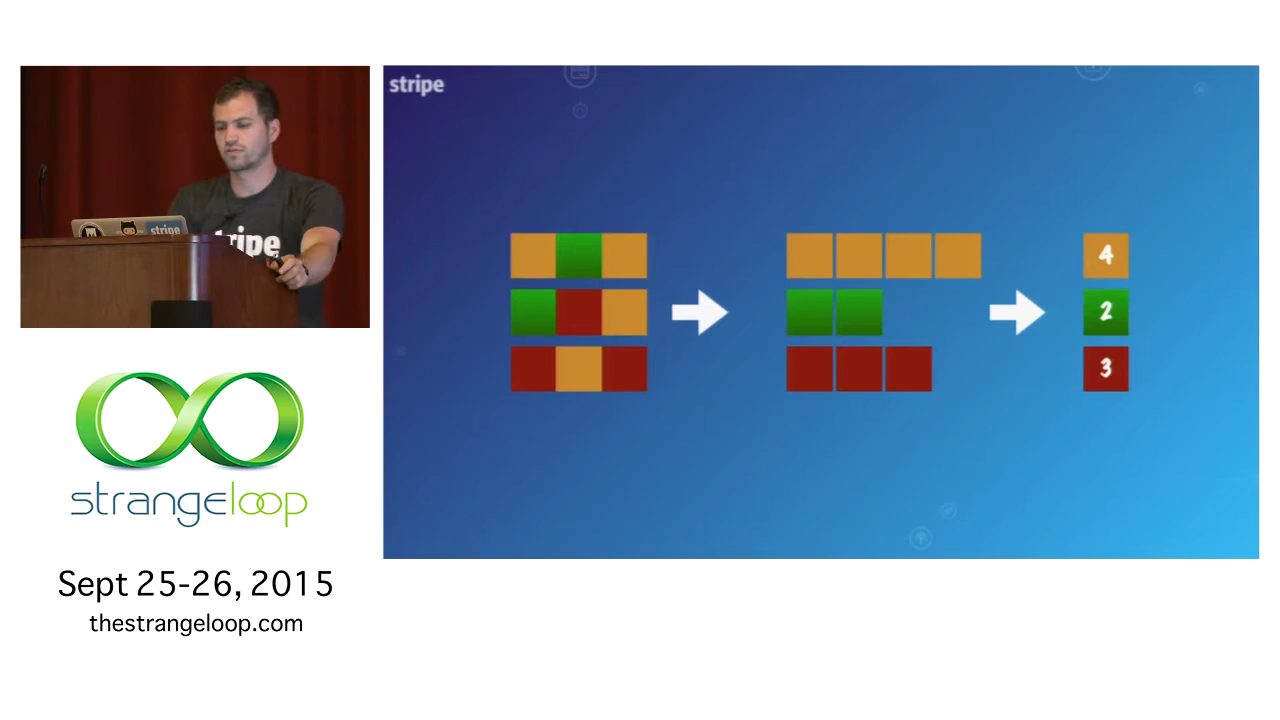 stripe
stripe
stripe
4
2
3
strangeloop
Sept 25-26, 2015
thestrangeloop.com